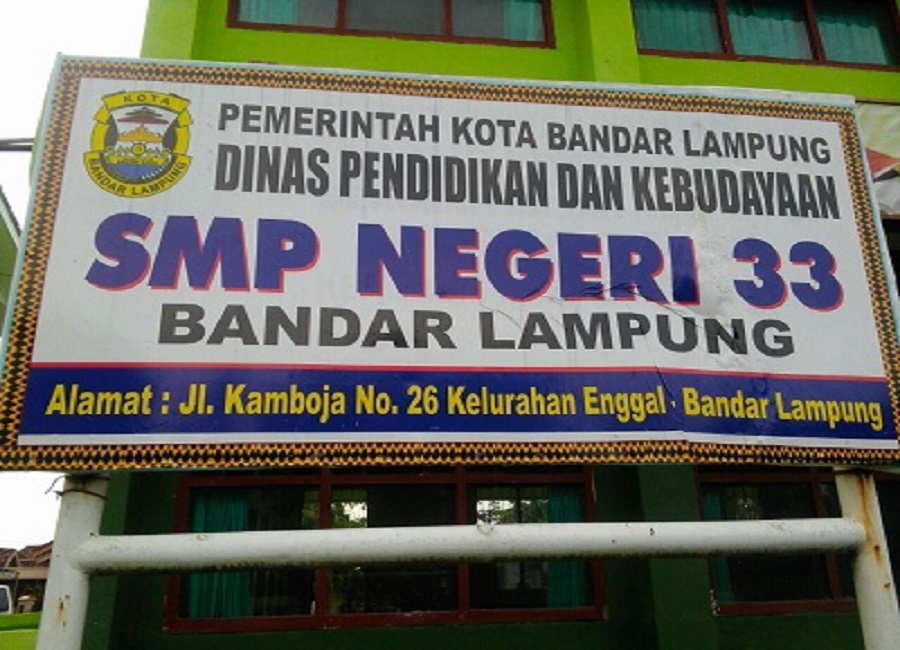 KOTA
BANDAR LAMPUNG
PEMERINTAH KOTA BANDAR LAMPUNG
DINAS PENDIDIKAN DAN KEBUDAYAAN
SMP NEGERI 33
BANDAR LAMPUNG
Alamat : Jl. Kamboja No. 26 Kelurahan Enggal - Bandar Lampung